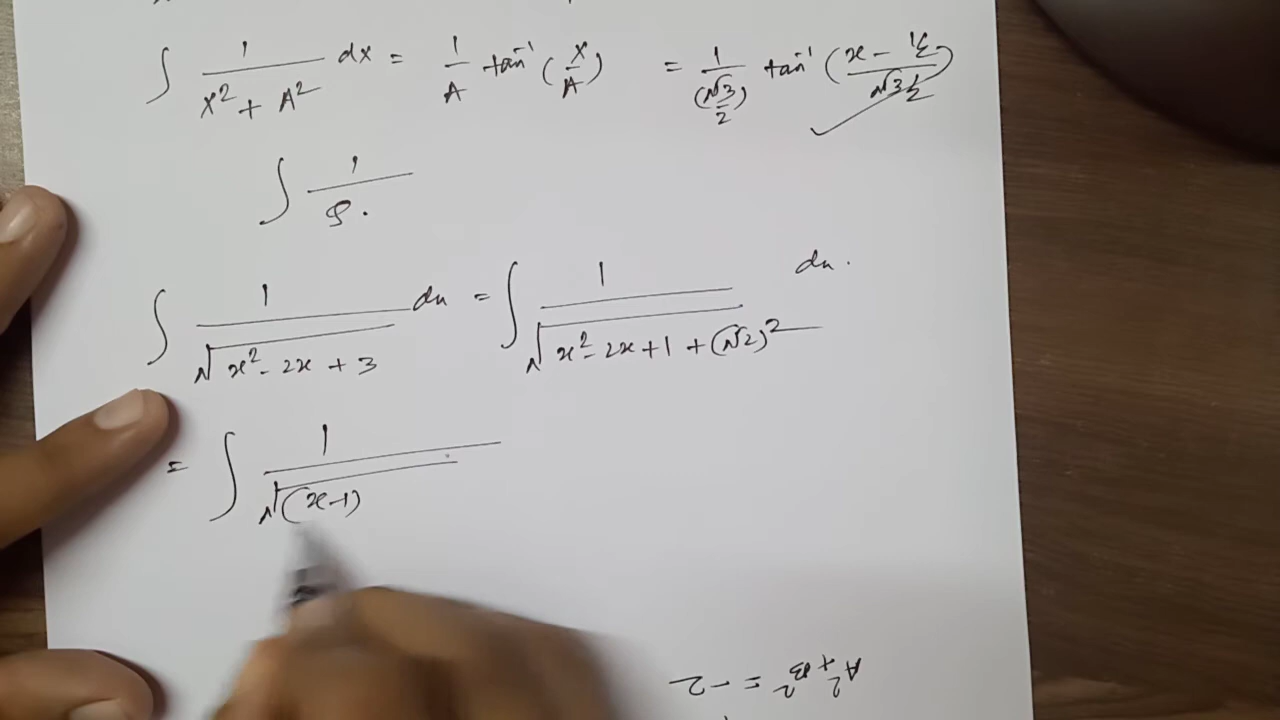 ∫ 1/(X² + A²) dx = 1/A tan⁻¹ (X/A) = 1/(√3/2) tan⁻¹ ((x − 1/2)/(√3/2))
∫ 1/
∫ 1/√(x² - 2x + 3) dx = ∫ 1/√(x² - 2x + 1 + (√2)²) dx.
= ∫ 1/√(x-1)
A² + B² = -2